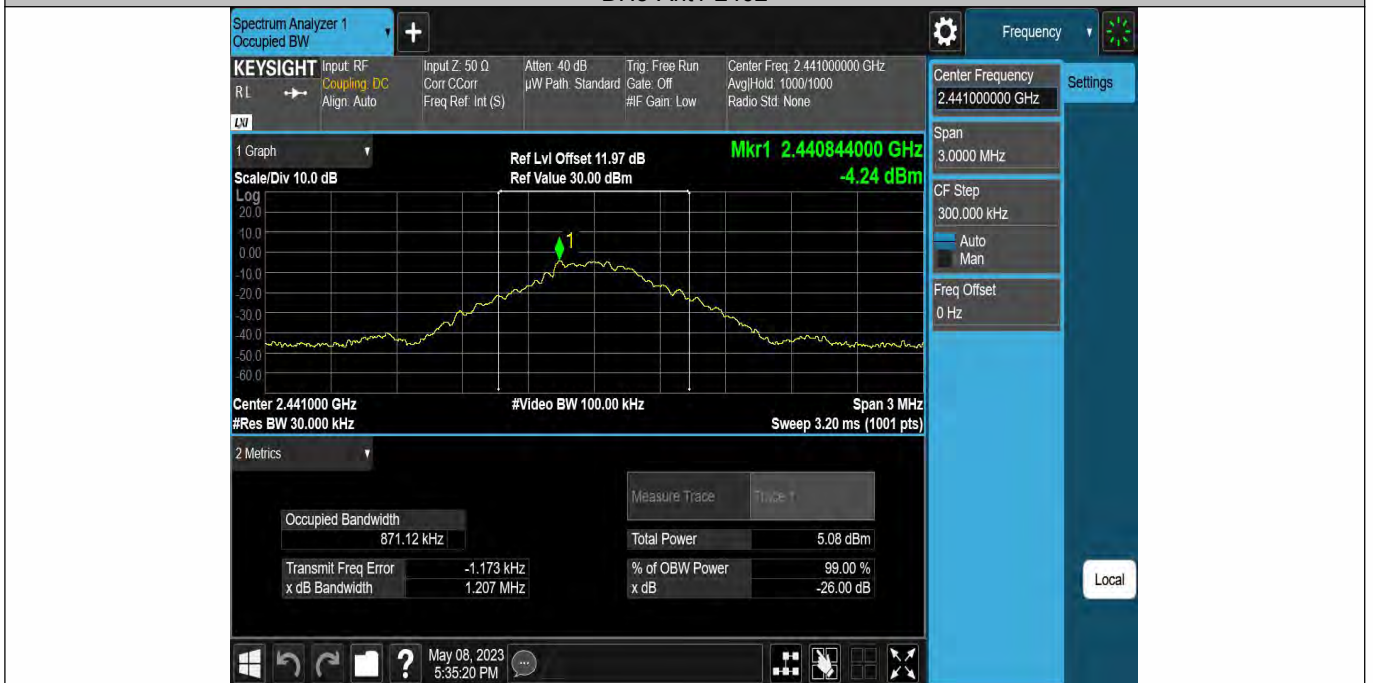 Spectrum Analyzer 1
Occupied BW
Frequency
KEYSIGHT
RL
LXI
Input: RF
Coupling: DC
Align: Auto
Input Z: 50 Ω
Corr CCorr
Freq Ref: Int (S)
Atten: 40 dB
µW Path: Standard
Trig: Free Run
Gate: Off
#IF Gain: Low
Center Freq: 2.441000000 GHz
Avg|Hold: 1000/1000
Radio Std: None
Center Frequency
2.441000000 GHz
Settings
Span
3.0000 MHz
CF Step
300.000 kHz
Auto
Man
Freq Offset
0 Hz
Local
1 Graph
Scale/Div 10.0 dB
Ref Lvl Offset 11.97 dB
Ref Value 30.00 dBm
Mkr1 2.440844000 GHz
-4.24 dBm
Log
20.0
10.0
0.00
-10.0
-20.0
-30.0
-40.0
-50.0
-60.0
1
Center 2.441000 GHz
#Video BW 100.00 kHz
Span 3 MHz
#Res BW 30.000 kHz
Sweep 3.20 ms (1001 pts)
2 Metrics
Measure Trace
Trace 1
Occupied Bandwidth
871.12 kHz
Total Power
5.08 dBm
Transmit Freq Error
-1.173 kHz
% of OBW Power
99.00 %
x dB Bandwidth
1.207 MHz
x dB
-26.00 dB
May 08, 2023
5:35:20 PM